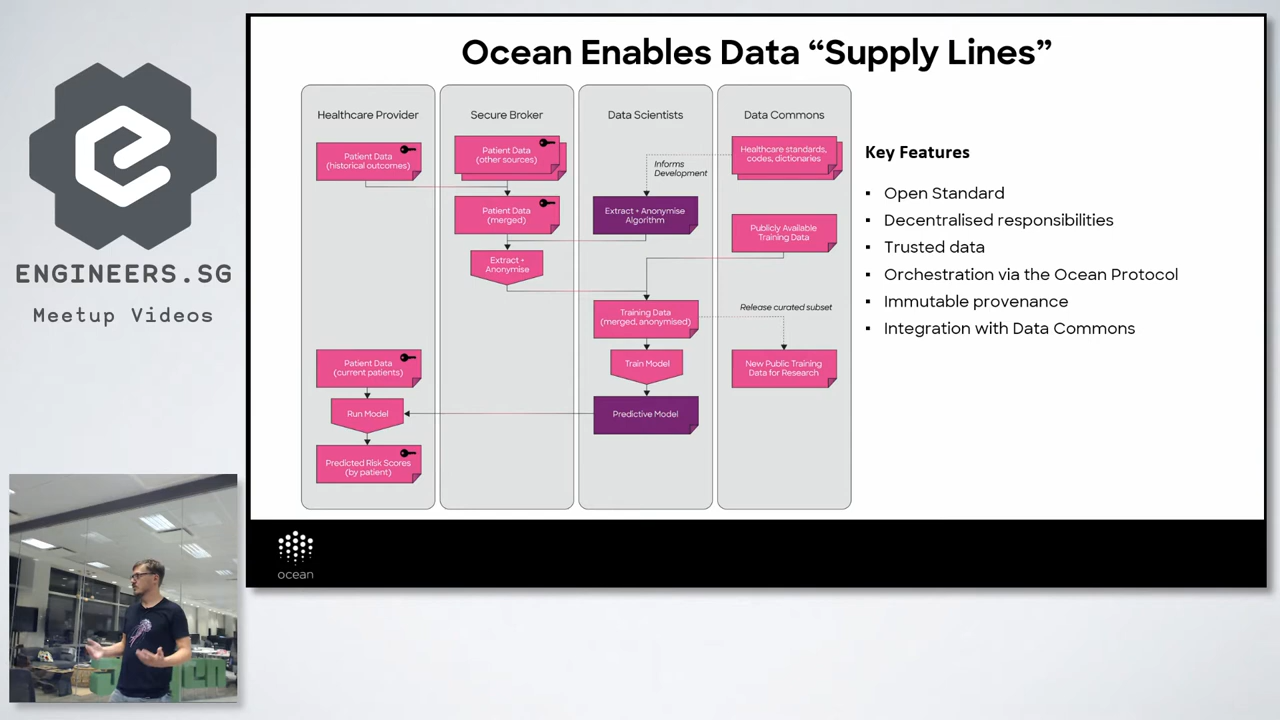 Ocean Enables Data “Supply Lines”
Healthcare Provider
Patient Data
(historical outcomes)
Patient Data
(current patients)
Run Model
Predicted Risk Scores
(by patient)
Secure Broker
Patient Data
(other sources)
Patient Data
(merged)
Extract +
Anonymise
Data Scientists
Informs
Development
Extract + Anonymise
Algorithm
Training Data
(merged, anonymised)
Train Model
Predictive Model
Data Commons
Healthcare standards,
codes, dictionaries
Publicly Available
Training Data
Release curated subset
New Public Training
Data for Research
Key Features
▪ Open Standard
▪ Decentralised responsibilities
▪ Trusted data
▪ Orchestration via the Ocean Protocol
▪ Immutable provenance
▪ Integration with Data Commons
ENGINEERS.SG
Meetup Videos
ocean